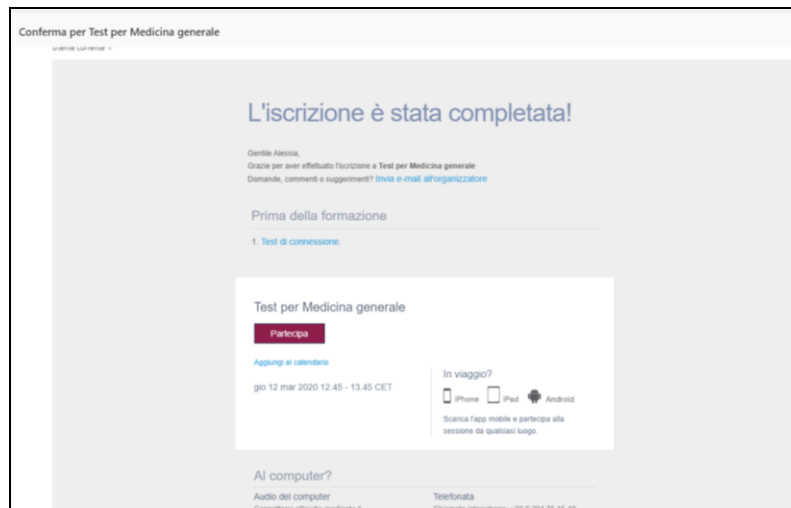 Conferma per Test per Medicina generale
L'iscrizione è stata completata!
Gentile Alessia,
Grazie per aver effettuato l'iscrizione a Test per Medicina generale
Domande, commenti o suggerimenti? Invia e-mail all'organizzatore
Prima della formazione
1. Test di connessione.
Test per Medicina generale
Partecipa
Aggiungi al calendario
gio 12 mar 2020 12.45 - 13.45 CET
In viaggio?
iPhone iPad Android
Scarica l'app mobile e partecipa alla
sessione da qualsiasi luogo.
Al computer?
Audio del computer
Telefonata